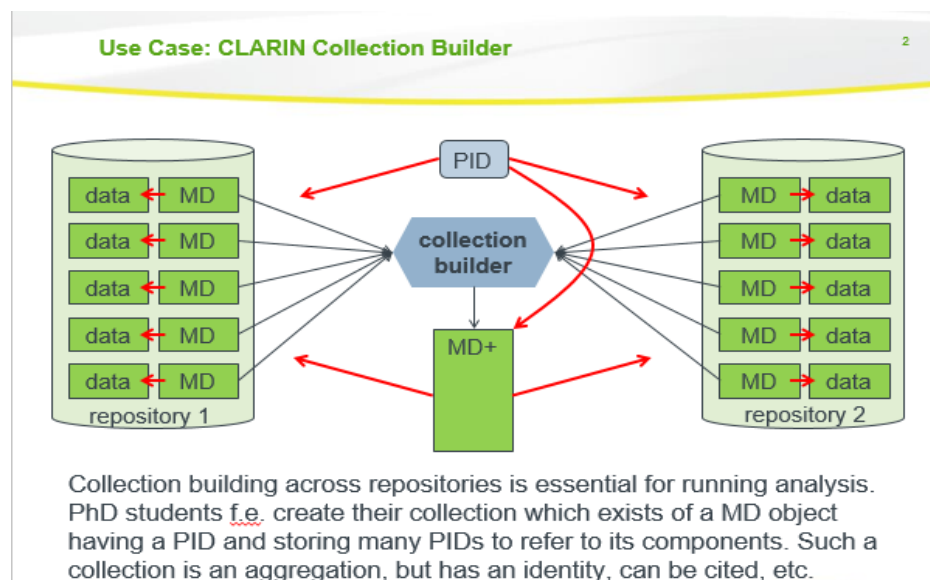 Use Case: CLARIN Collection Builder
2
PID
data MD
data MD
data MD
data MD
data MD
repository 1
collection
builder
MD+
MD data
MD data
MD data
MD data
MD data
repository 2
Collection building across repositories is essential for running analysis.
PhD students f.e. create their collection which exists of a MD object
having a PID and storing many PIDs to refer to its components. Such a
collection is an aggregation, but has an identity, can be cited, etc.